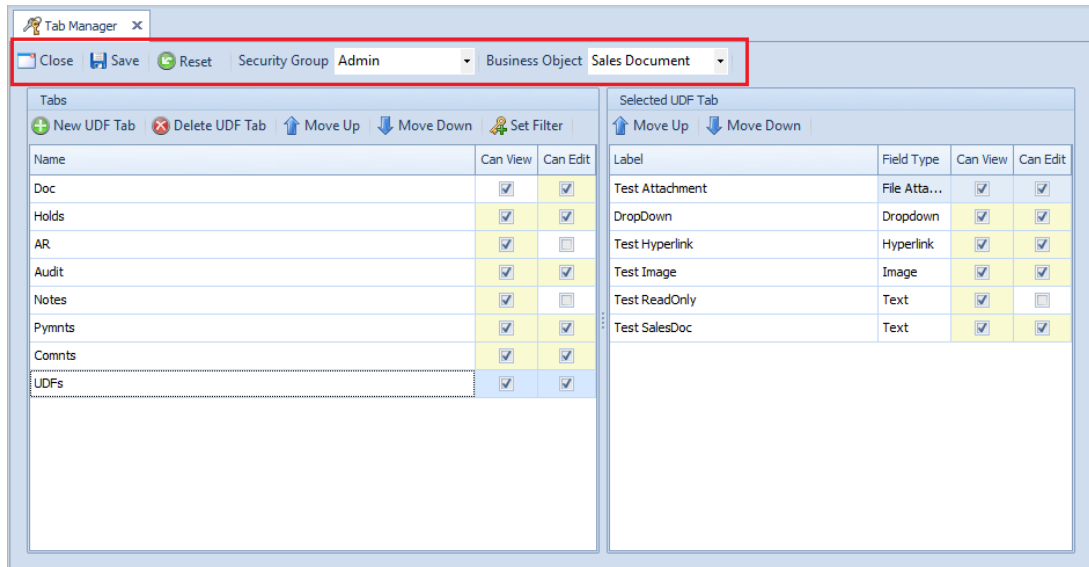 Tab Manager
Close Save Reset Security Group Admin Business Object Sales Document
Tabs
New UDF Tab Delete UDF Tab Move Up Move Down Set Filter
Name Can View Can Edit
Doc
Holds
AR
Audit
Notes
Pymnts
Comnts
UDFs
Selected UDF Tab
Move Up Move Down
Label Field Type Can View Can Edit
Test Attachment File Atta...
DropDown Dropdown
Test Hyperlink Hyperlink
Test Image Image
Test ReadOnly Text
Test SalesDoc Text